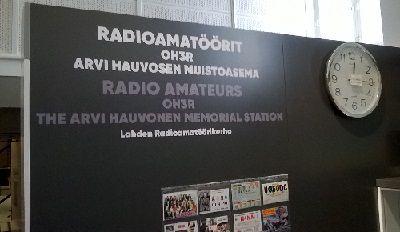 RADIOAMATÖÖRIT
OH3R
ARVI HAUVOSEN MUISTOASEMA
RADIO AMATEURS
OH3R
THE ARVI HAUVONEN MEMORIAL STATION
Lahden Radioamatöörikerho